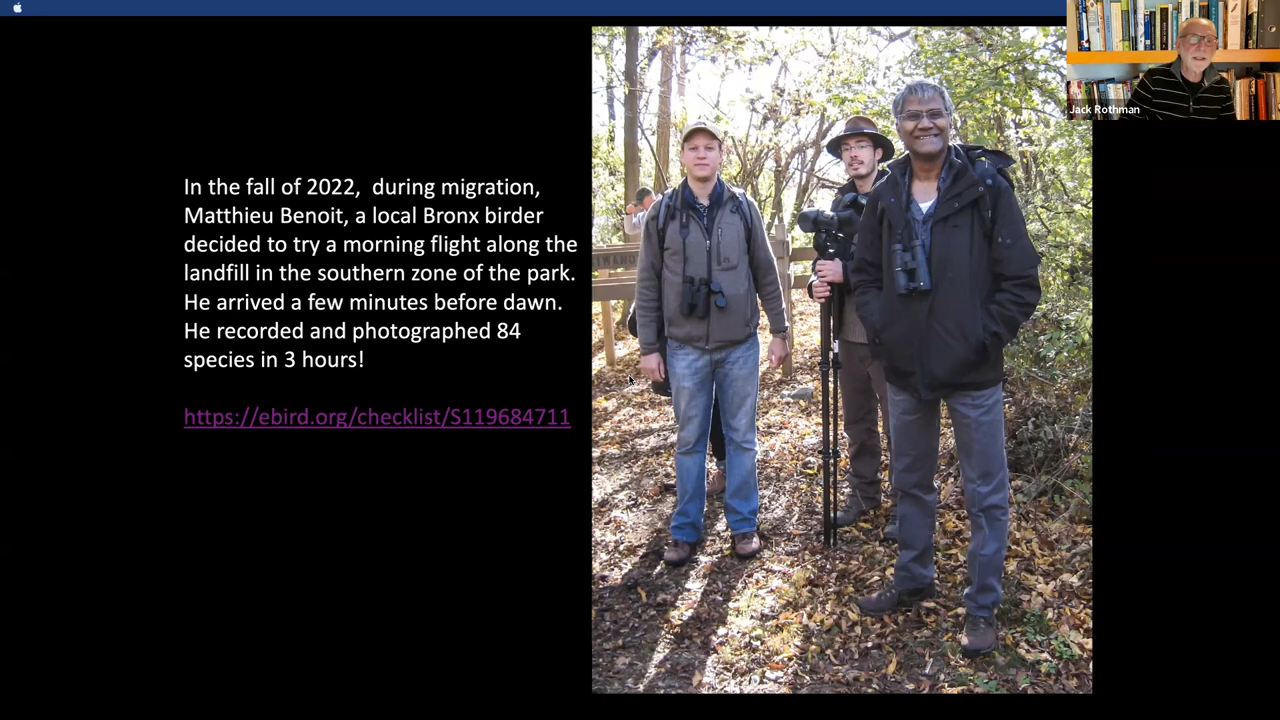 Jack Rothman
In the fall of 2022, during migration,
Matthieu Benoit, a local Bronx birder
decided to try a morning flight along the
landfill in the southern zone of the park.
He arrived a few minutes before dawn.
He recorded and photographed 84
species in 3 hours!
https://ebird.org/checklist/S119684711